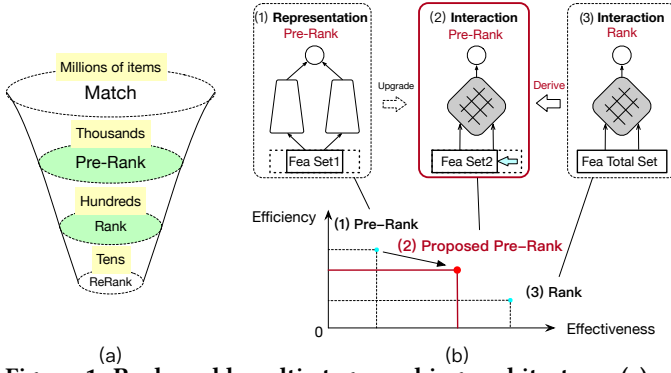 Millions of items
Match
Thousands
Pre-Rank
Hundreds
Rank
Tens
ReRank
(a)
(1) Representation
Pre-Rank
Fea Set1
Upgrade
(2) Interaction
Pre-Rank
Fea Set2
Derive
(3) Interaction
Rank
Fea Total Set
Efficiency
(1) Pre-Rank
(2) Proposed Pre-Rank
(3) Rank
0
Effectiveness
(b)